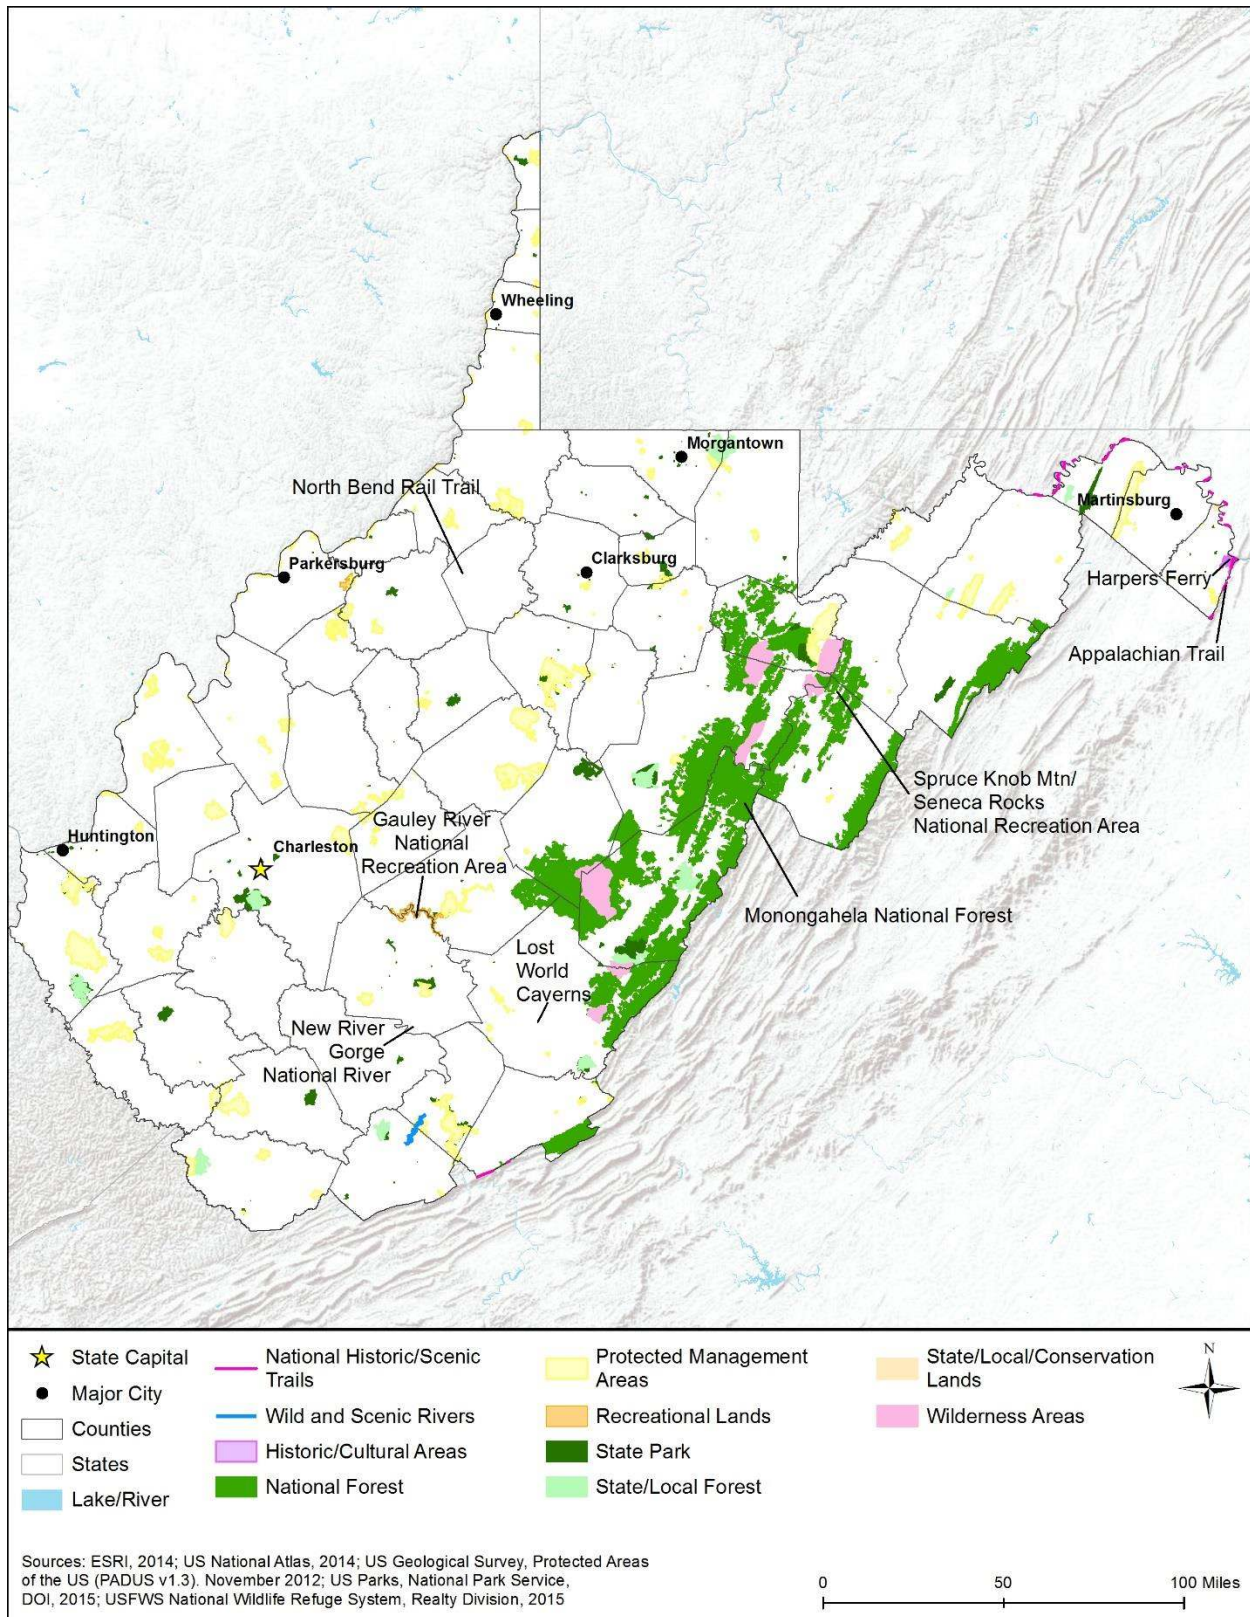 Wheeling
Morgantown
North Bend Rail Trail
Martinsburg
Clarksburg
Parkersburg
Harpers Ferry
Appalachian Trail
Spruce Knob Mtn/
Seneca Rocks
National Recreation Area
Gauley River
National
Recreation Area
Huntington
Charleston
Monongahela National Forest
Lost
World
Caverns
New River
Gorge
National River
State Capital
Major City
Counties
States
Lake/River
National Historic/Scenic
Trails
Wild and Scenic Rivers
Historic/Cultural Areas
National Forest
Protected Management
Areas
Recreational Lands
State Park
State/Local Forest
State/Local/Conservation
Lands
Wilderness Areas
N
Sources: ESRI, 2014; US National Atlas, 2014; US Geological Survey, Protected Areas
of the US (PADUS v1.3). November 2012; US Parks, National Park Service,
DOI, 2015; USFWS National Wildlife Refuge System, Realty Division, 2015
0 50 100 Miles